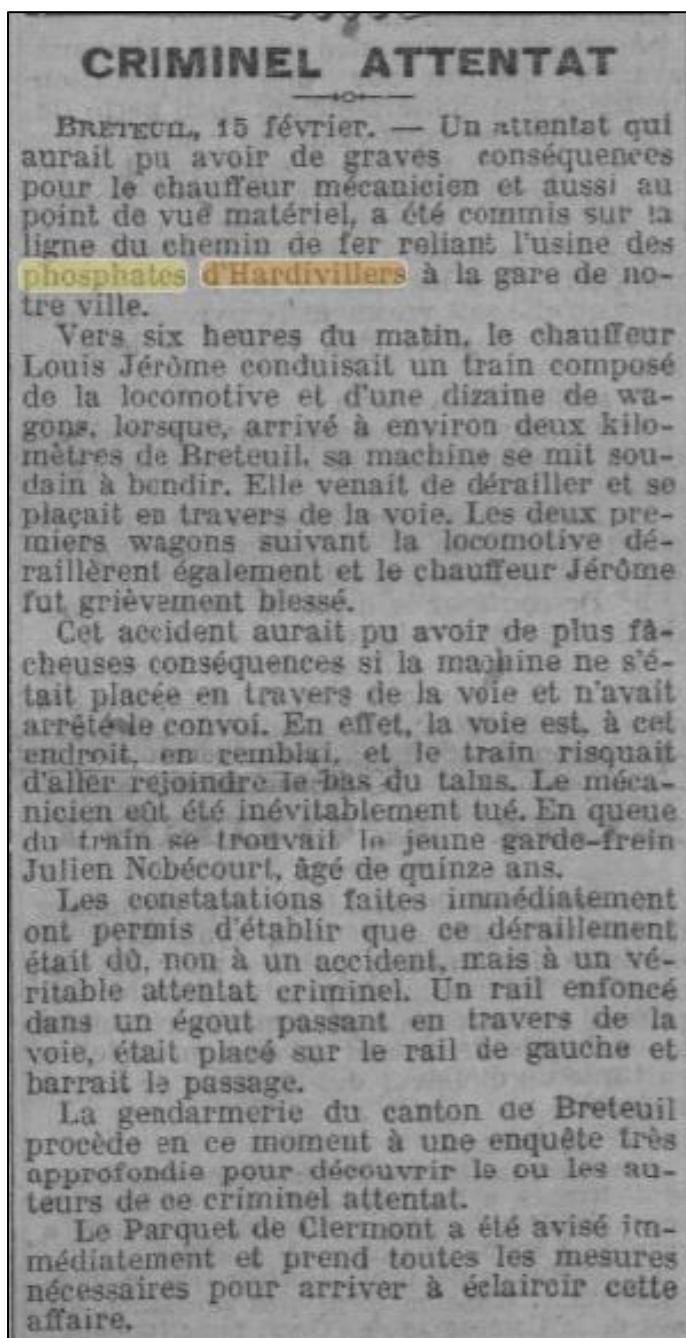 CRIMINEL ATTENTAT
BRETEUIL, 15 février. — Un attentat qui
aurait pu avoir de graves conséquences
pour le chauffeur mécanicien et aussi au
point de vue matériel, a été commis sur la
ligne du chemin de fer reliant l'usine des
phosphates d'Hardivillers à la gare de no-
tre ville.
Vers six heures du matin, le chauffeur
Louis Jérôme conduisait un train composé
de la locomotive et d'une dizaine de wa-
gons, lorsque, arrivé à environ deux kilo-
mètres de Breteuil, sa machine se mit sou-
dain à bondir. Elle venait de dérailler et se
plaçait en travers de la voie. Les deux pre-
miers wagons suivant la locomotive dé-
raillèrent également et le chauffeur Jérôme
fut grièvement blessé.
Cet accident aurait pu avoir de plus fâ-
cheuses conséquences si la machine ne s'é-
tait placée en travers de la voie et n'avait
arrêté le convoi. En effet, la voie est, à cet
endroit, en remblai, et le train risquait
d'aller rejoindre le bas du talus. Le méca-
nicien eût été inévitablement tué. En queue
du train se trouvait le jeune garde-frein
Julien Nobécourt, âgé de quinze ans.
Les constatations faites immédiatement
ont permis d'établir que ce déraillement
était dû, non à un accident, mais à un vé-
ritable attentat criminel. Un rail enfoncé
dans un égout passant en travers de la
voie, était placé sur le rail de gauche et
barrait le passage.
La gendarmerie du canton de Breteuil
procède en ce moment à une enquête très
approfondie pour découvrir le ou les au-
teurs de ce criminel attentat.
Le Parquet de Clermont a été avisé im-
médiatement et prend toutes les mesures
nécessaires pour arriver à éclaircir cette
affaire.